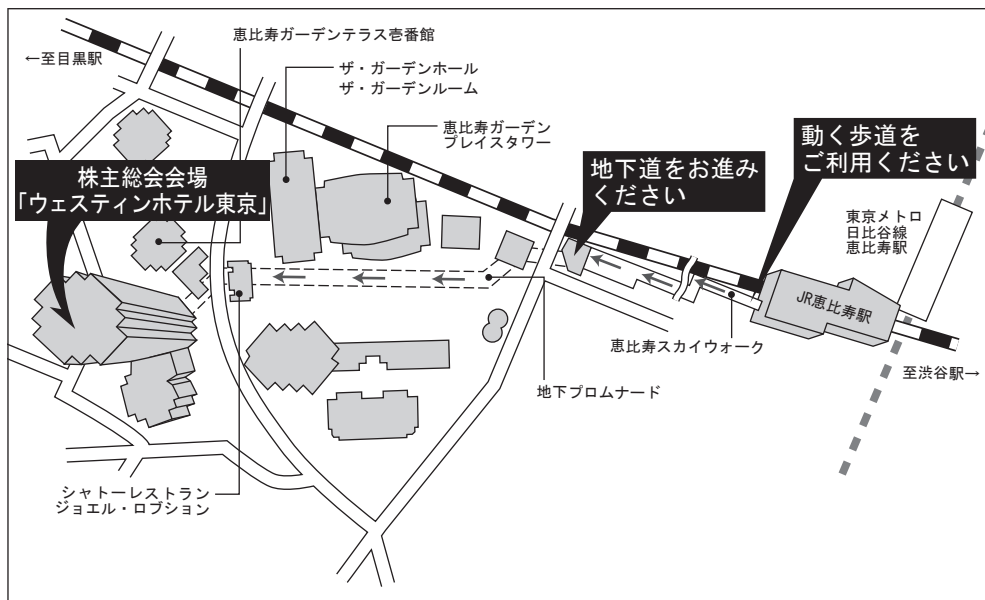 恵比寿ガーデンテラス壱番館
←至目黒駅
ザ・ガーデンホール
ザ・ガーデンルーム
恵比寿ガーデン
プレイスタワー
動く歩道を
ご利用ください
地下道をお進み
ください
株主総会会場
「ウェスティンホテル東京」
東京メトロ
日比谷線
恵比寿駅
JR恵比寿駅
恵比寿スカイウォーク
至渋谷駅→
地下プロムナード
シャトーレストラン
ジョエル・ロブション